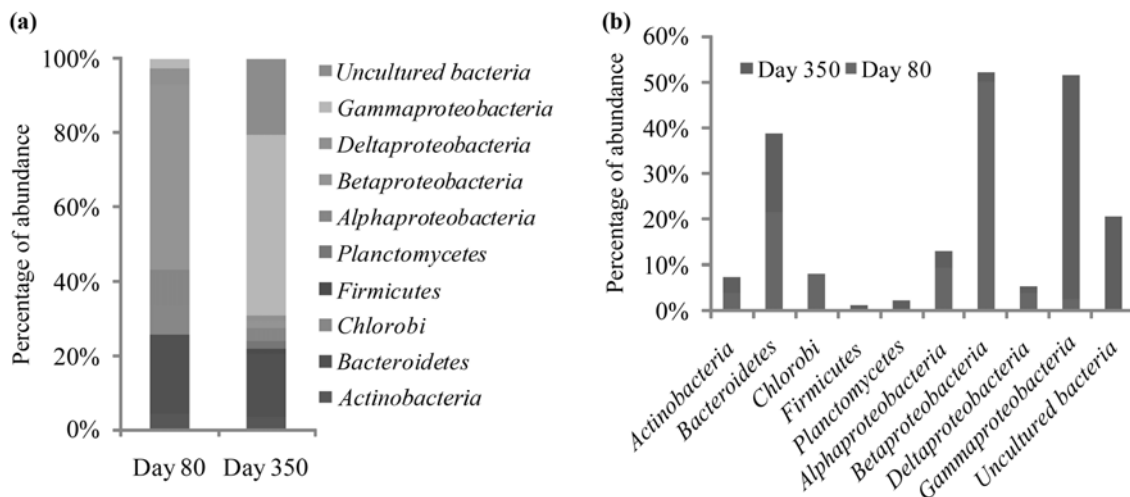 (a)
Percentage of abundance
100%
80%
60%
40%
20%
0%
Day 80
Day 350
Uncultured bacteria
Gammaproteobacteria
Deltaproteobacteria
Betaproteobacteria
Alphaproteobacteria
Planctomycetes
Firmicutes
Chlorobi
Bacteroidetes
Actinobacteria
(b)
Percentage of abundance
60%
50%
40%
30%
20%
10%
0%
Day 350
Day 80
Actinobacteria
Bacteroidetes
Chlorobi
Firmicutes
Planctomycetes
Alphaproteobacteria
Betaproteobacteria
Deltaproteobacteria
Gammaproteobacteria
Uncultured bacteria